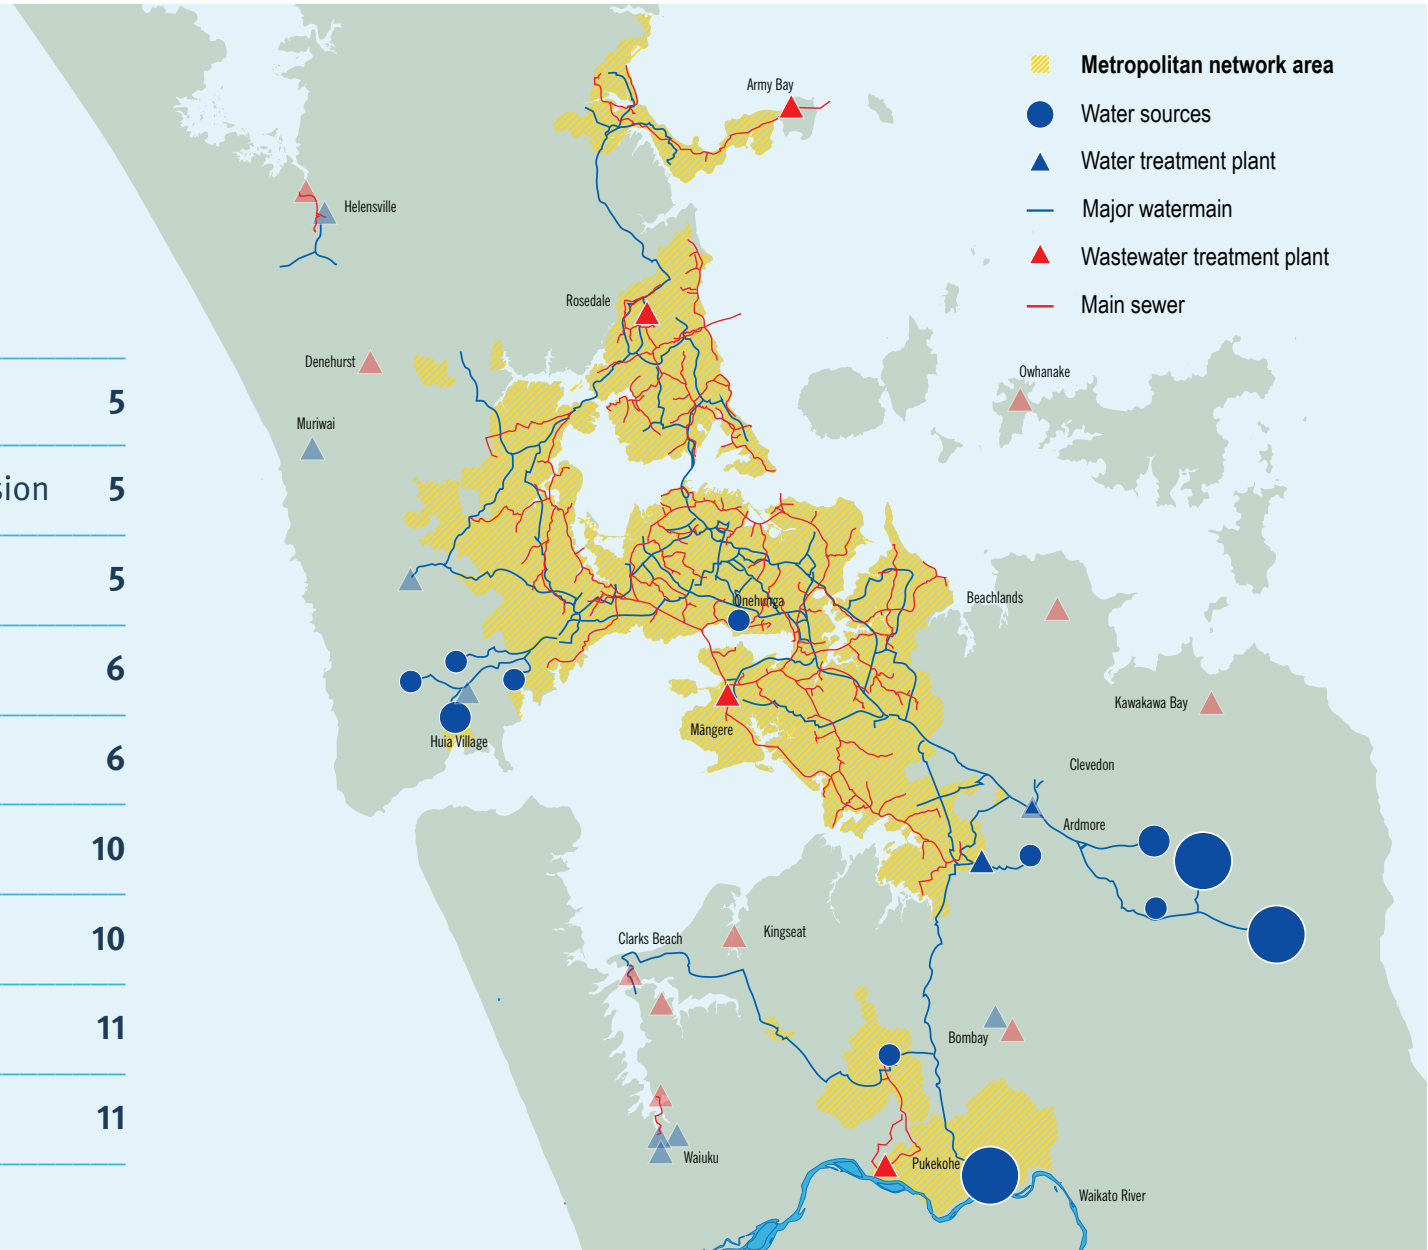 Metropolitan network area
Water sources
Water treatment plant
Major watermain
Wastewater treatment plant
Main sewer
Army Bay
Helensville
Rosedale
Denehurst
Owhanake
Muriwai
Beachlands
Onehunga
Kawakawa Bay
Māngere
Huia Village
Clevedon
Ardmore
Kingseat
Clarks Beach
Bombay
Waiuku
Pukekohe
Waikato River
5
sion 5
5
6
6
10
10
11
11